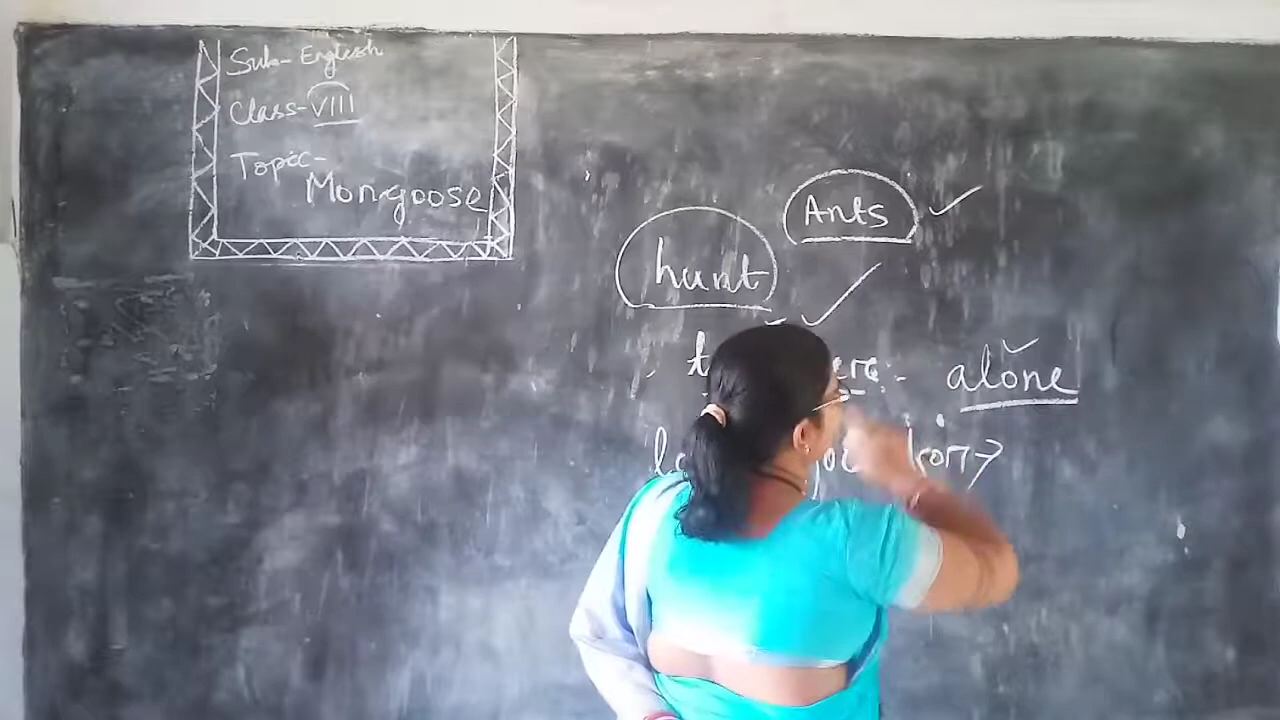 Sub- English
Class- VIII
Topic-
Mongoose
Ants
hunt
alone